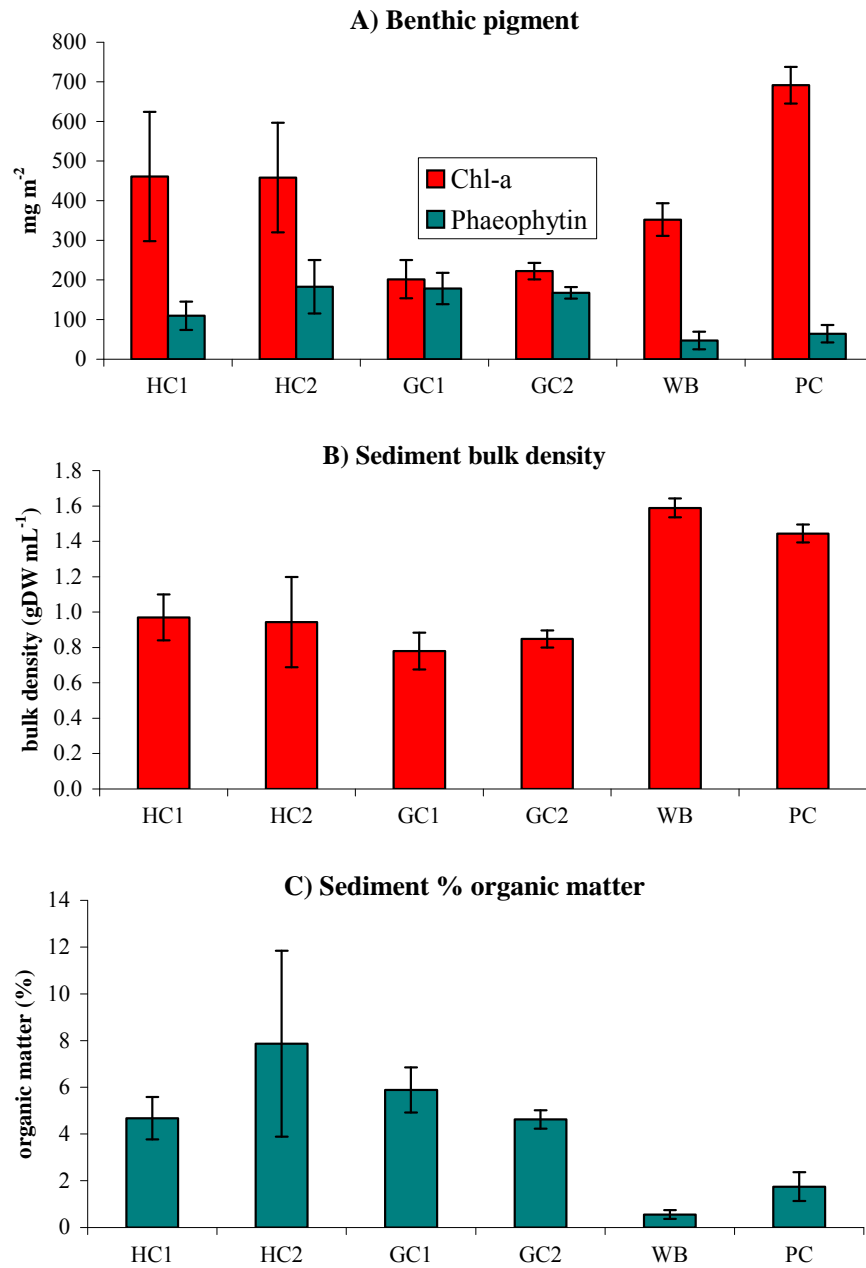 A) Benthic pigment
800
700
600
500
400
300
200
100
0
mg m⁻²
Chl-a
Phaeophytin
HC1 HC2 GC1 GC2 WB PC
B) Sediment bulk density
1.8
1.6
1.4
1.2
1.0
0.8
0.6
0.4
0.2
0.0
bulk density (gDW mL⁻¹)
HC1 HC2 GC1 GC2 WB PC
C) Sediment % organic matter
14
12
10
8
6
4
2
0
organic matter (%)
HC1 HC2 GC1 GC2 WB PC